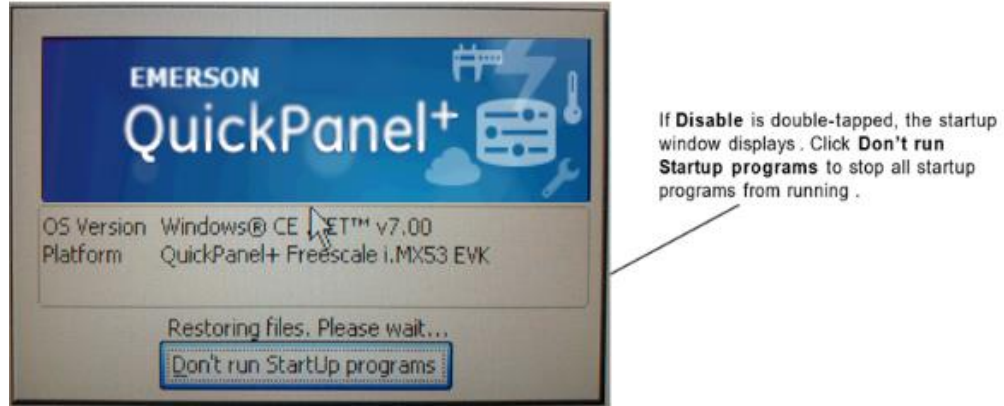 EMERSON
QuickPanel+
OS Version Windows® CE .NET™ v7.00
Platform QuickPanel+ Freescale i.MX53 EVK
Restoring files. Please wait...
Don't run StartUp programs
If Disable is double-tapped, the startup
window displays . Click Don't run
Startup programs to stop all startup
programs from running .